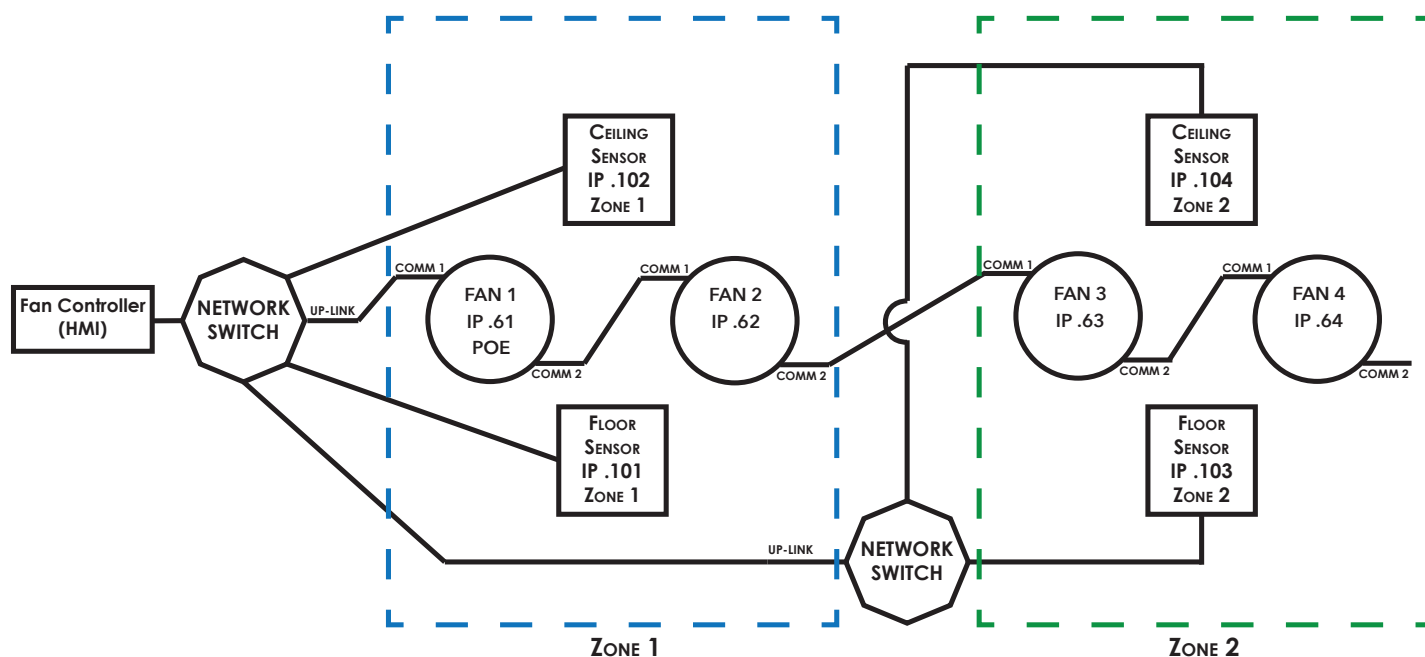 Fan Controller
(HMI)
NETWORK
SWITCH
UP-LINK
Ceiling
Sensor
IP .102
Zone 1
COMM 1
FAN 1
IP .61
POE
COMM 2
COMM 1
FAN 2
IP .62
COMM 2
Floor
Sensor
IP .101
Zone 1
UP-LINK
NETWORK
SWITCH
Zone 1
Ceiling
Sensor
IP .104
Zone 2
COMM 1
FAN 3
IP .63
COMM 2
COMM 1
FAN 4
IP .64
COMM 2
Floor
Sensor
IP .103
Zone 2
Zone 2